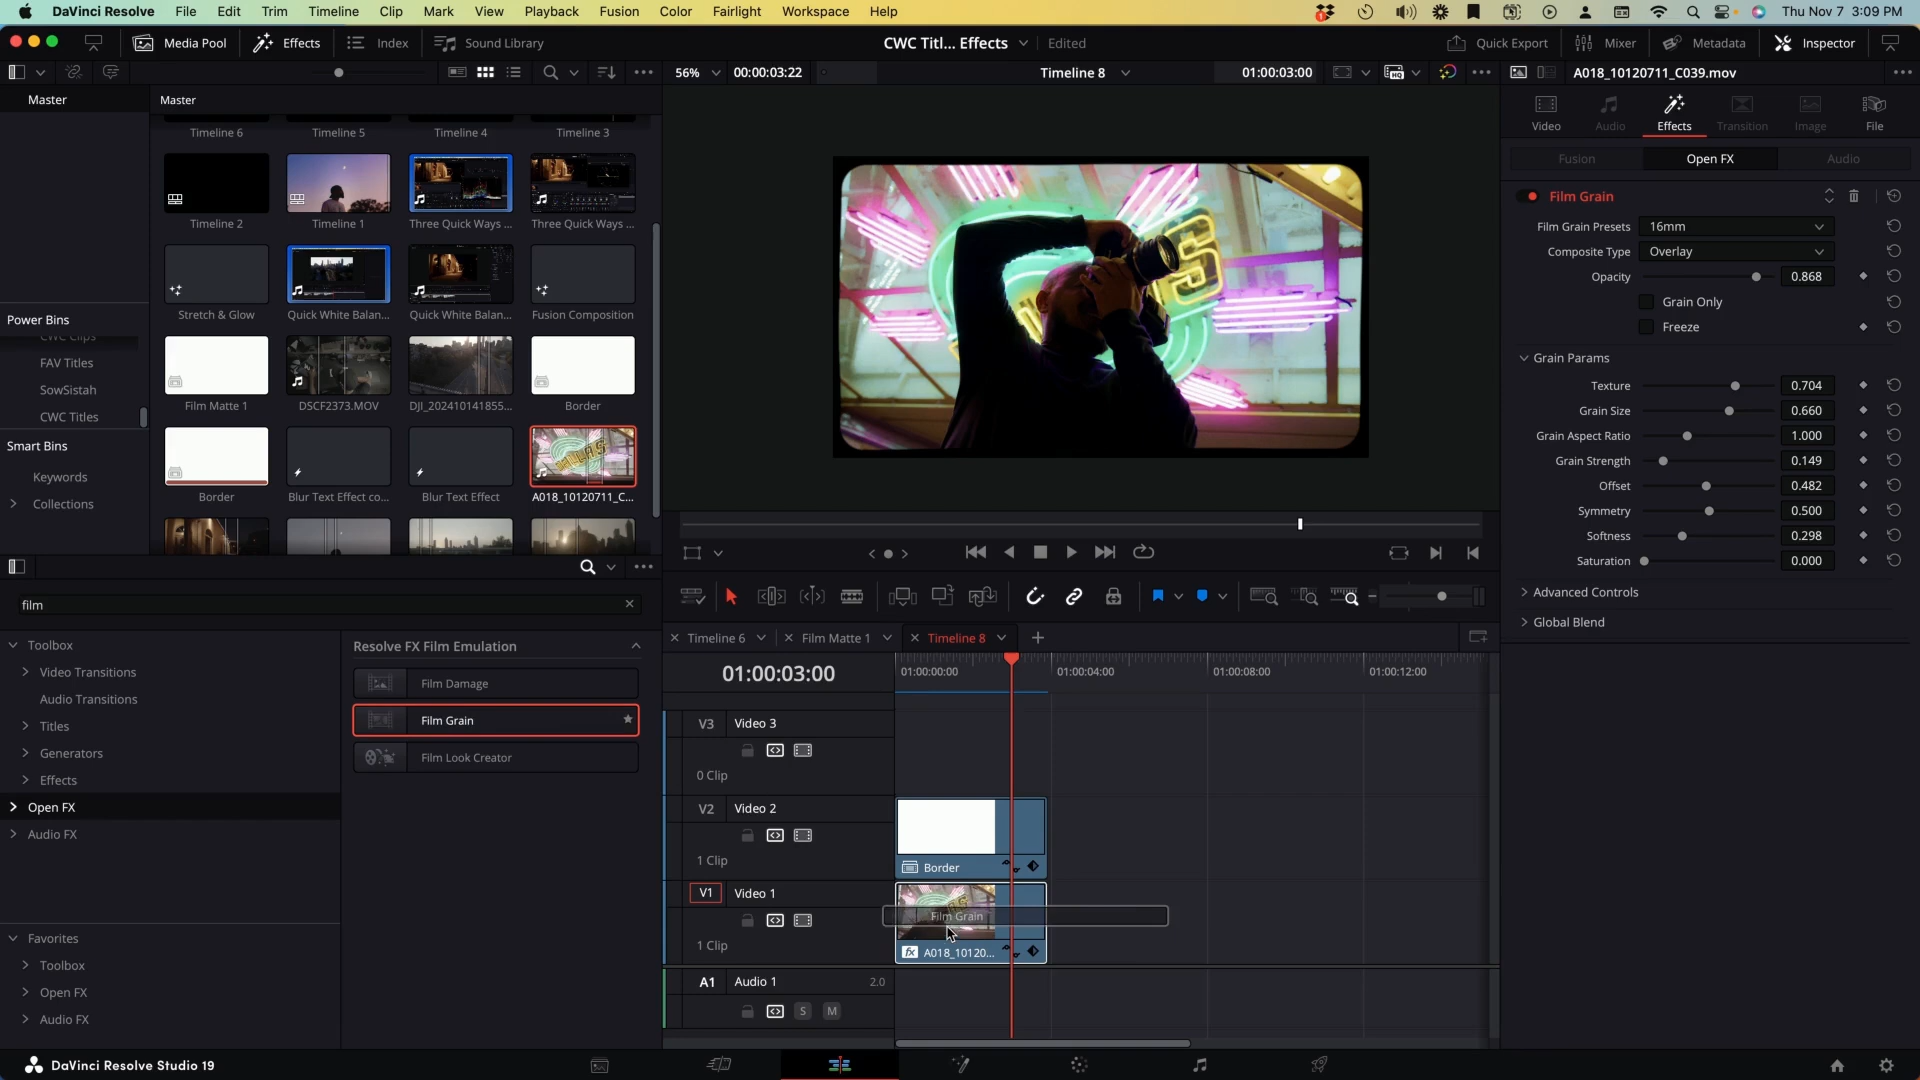 DaVinci Resolve File Edit Trim Timeline Clip Mark View Playback Fusion Color Fairlight Workspace Help
Thu Nov 7 3:09 PM
Media Pool Effects Index Sound Library
CWC Titl... Effects Edited
Quick Export Mixer Metadata Inspector
56% 00:00:03:22 Timeline 8 01:00:03:00
A018_10120711_C039.mov
Master
Master
Timeline 6 Timeline 5 Timeline 4 Timeline 3
Timeline 2 Timeline 1 Three Quick Ways ... Three Quick Ways ...
Stretch & Glow Quick White Balan... Quick White Balan... Fusion Composition
Film Matte 1 DSCF2373.MOV DJI_202410141855... Border
Border Blur Text Effect co... Blur Text Effect A018_10120711_C...
Power Bins
CWC Clips
FAV Titles
SowSistah
CWC Titles
Smart Bins
Keywords
Collections
film
Toolbox
Video Transitions
Audio Transitions
Titles
Generators
Effects
Open FX
Audio FX
Favorites
Toolbox
Open FX
Audio FX
Resolve FX Film Emulation
Film Damage
Film Grain
Film Look Creator
S
Timeline 6 Film Matte 1 Timeline 8
01:00:03:00
01:00:00:00 01:00:04:00 01:00:08:00 01:00:12:00
V3 Video 3
0 Clip
V2 Video 2
1 Clip
Border
V1 Video 1
1 Clip
Film Grain
A018_10120...
A1 Audio 1 2.0
S M
Video Audio Effects Transition Image File
Fusion Open FX Audio
Film Grain
Film Grain Presets 16mm
Composite Type Overlay
Opacity 0.868
Grain Only
Freeze
Grain Params
Texture 0.704
Grain Size 0.660
Grain Aspect Ratio 1.000
Grain Strength 0.149
Offset 0.482
Symmetry 0.500
Softness 0.298
Saturation 0.000
Advanced Controls
Global Blend
DaVinci Resolve Studio 19